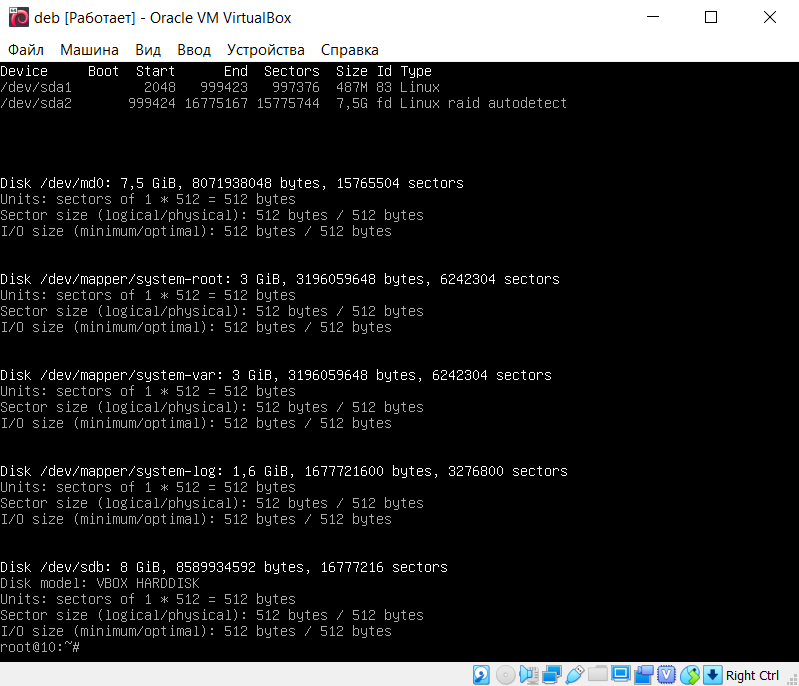 deb [Работает] - Oracle VM VirtualBox
Файл Машина Вид Ввод Устройства Справка
Device     Boot  Start      End  Sectors  Size Id Type
/dev/sda1         2048   999423   997376  487M 83 Linux
/dev/sda2       999424 16775167 15775744  7,5G fd Linux raid autodetect
Disk /dev/md0: 7,5 GiB, 8071938048 bytes, 15765504 sectors
Units: sectors of 1 * 512 = 512 bytes
Sector size (logical/physical): 512 bytes / 512 bytes
I/O size (minimum/optimal): 512 bytes / 512 bytes
Disk /dev/mapper/system-root: 3 GiB, 3196059648 bytes, 6242304 sectors
Units: sectors of 1 * 512 = 512 bytes
Sector size (logical/physical): 512 bytes / 512 bytes
I/O size (minimum/optimal): 512 bytes / 512 bytes
Disk /dev/mapper/system-var: 3 GiB, 3196059648 bytes, 6242304 sectors
Units: sectors of 1 * 512 = 512 bytes
Sector size (logical/physical): 512 bytes / 512 bytes
I/O size (minimum/optimal): 512 bytes / 512 bytes
Disk /dev/mapper/system-log: 1,6 GiB, 1677721600 bytes, 3276800 sectors
Units: sectors of 1 * 512 = 512 bytes
Sector size (logical/physical): 512 bytes / 512 bytes
I/O size (minimum/optimal): 512 bytes / 512 bytes
Disk /dev/sdb: 8 GiB, 8589934592 bytes, 16777216 sectors
Disk model: VBOX HARDDISK
Units: sectors of 1 * 512 = 512 bytes
Sector size (logical/physical): 512 bytes / 512 bytes
I/O size (minimum/optimal): 512 bytes / 512 bytes
root@10:~#
Right Ctrl